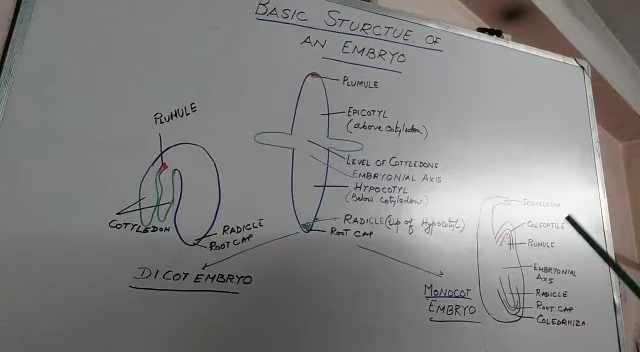 BASIC STURCTUE OF
AN EMBRYO
PLUMULE
EPICOTYL
(above cotyledon)
LEVEL OF COTYLEDONS
EMBRYONIAL AXIS
HYPOCOTYL
(Below cotyledons)
RADICLE (tip of Hypocotyl)
ROOT CAP
PLUMULE
COTYLEDON
RADICLE
ROOT CAP
DICOT EMBRYO
MONOCOT
EMBRYO
SCUTELLUM
COLEOPTILE
PLUMULE
EMBRYONIAL
AXIS
RADICLE
ROOT CAP
COLEORHIZA